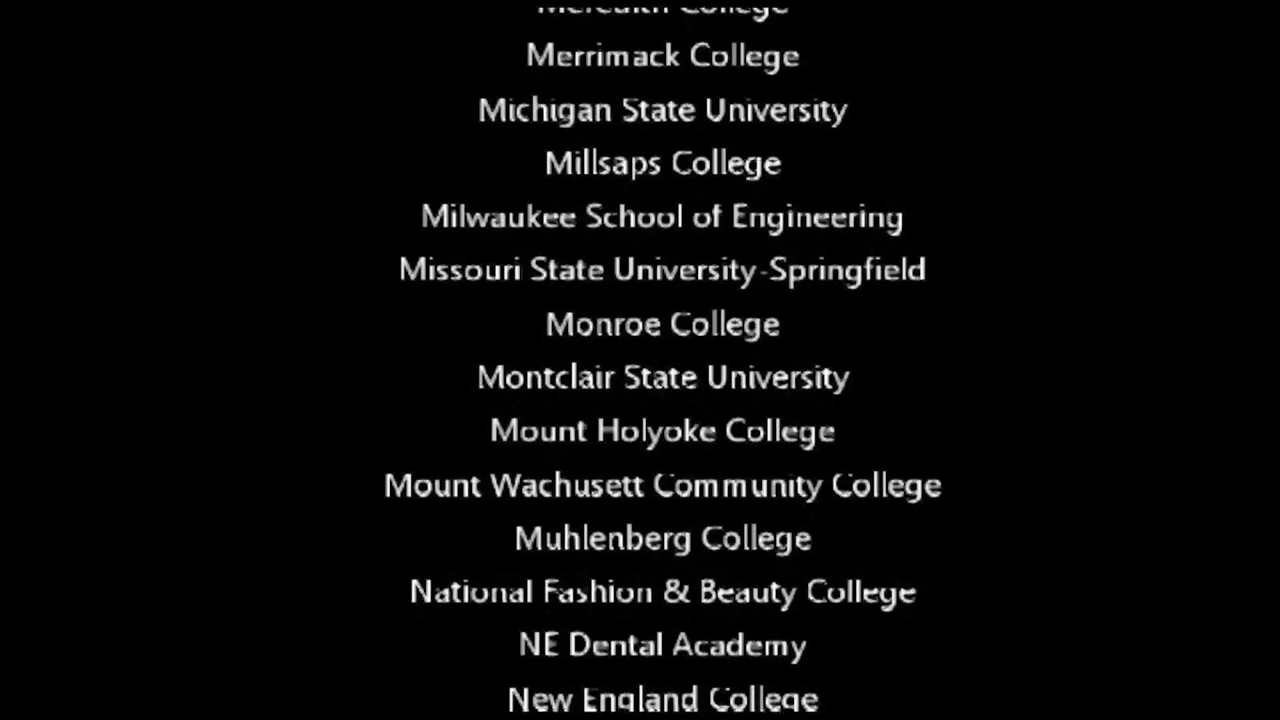 Meredith College
Merrimack College
Michigan State University
Millsaps College
Milwaukee School of Engineering
Missouri State University-Springfield
Monroe College
Montclair State University
Mount Holyoke College
Mount Wachusett Community College
Muhlenberg College
National Fashion & Beauty College
NE Dental Academy
New England College